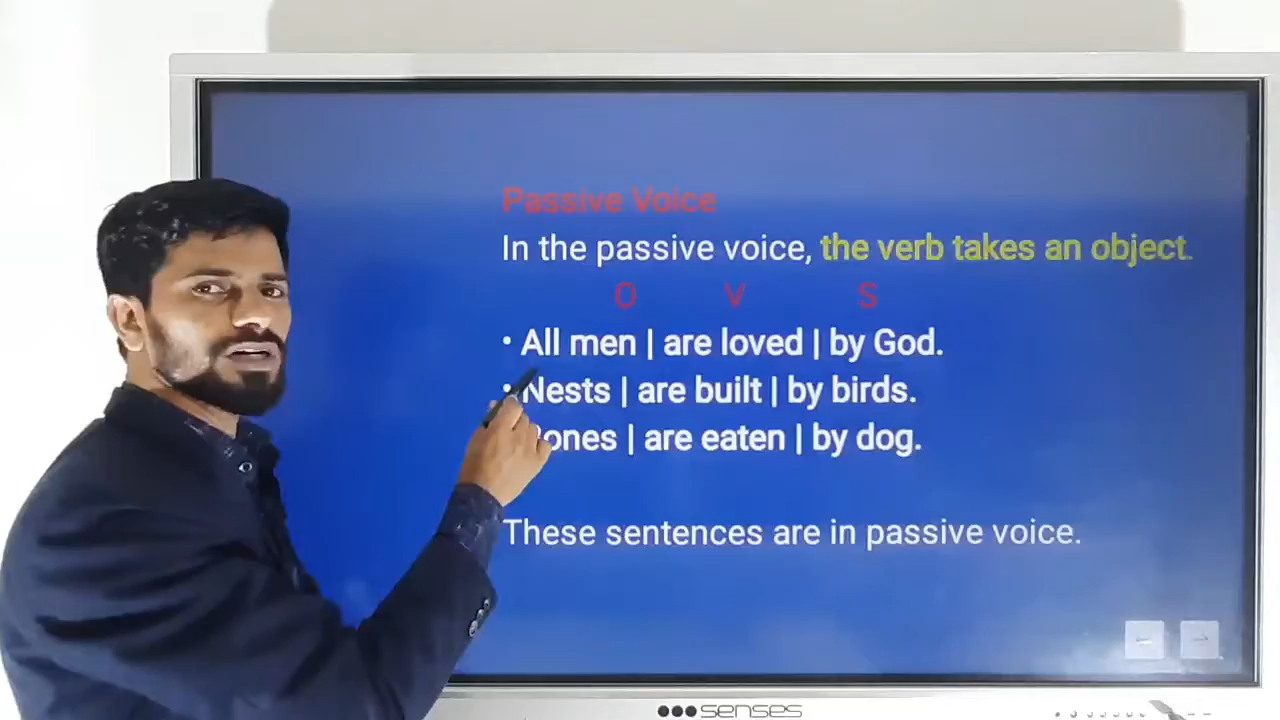 Passive Voice
In the passive voice, the verb takes an object.
O V S
• All men | are loved | by God.
• Nests | are built | by birds.
are eaten | by dog.
These sentences are in passive voice.
senses